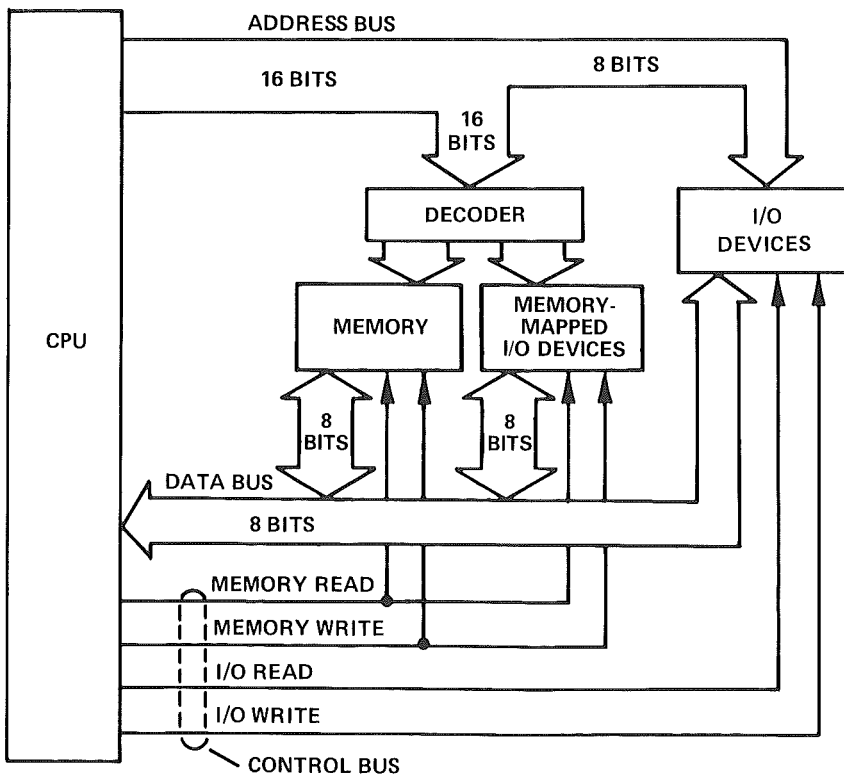 ADDRESS BUS
16 BITS
8 BITS
16
BITS
DECODER
I/O
DEVICES
CPU
MEMORY
MEMORY-
MAPPED
I/O DEVICES
8
BITS
8
BITS
DATA BUS
8 BITS
MEMORY READ
MEMORY WRITE
I/O READ
I/O WRITE
CONTROL BUS